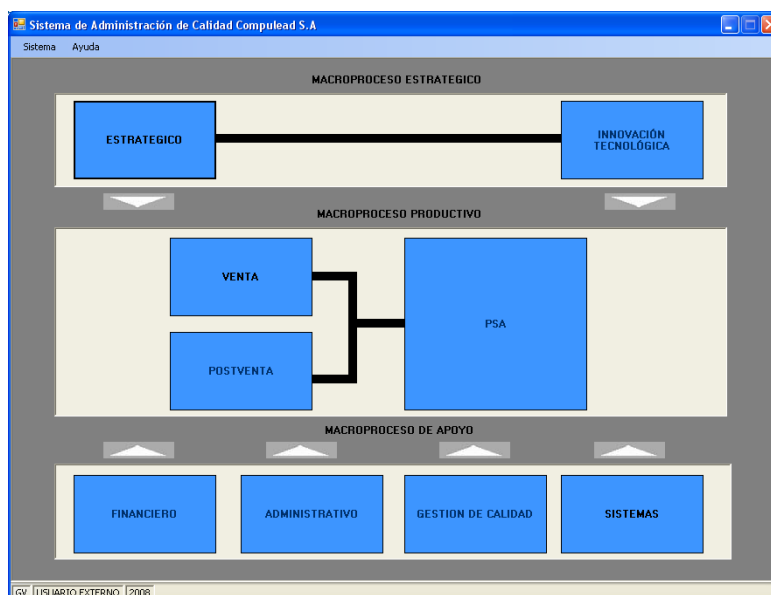 Sistema de Administración de Calidad Compulead S.A
Sistema Ayuda
MACROPROCESO ESTRATEGICO
ESTRATEGICO
INNOVACIÓN
TECNOLÓGICA
MACROPROCESO PRODUCTIVO
VENTA
PSA
POSTVENTA
MACROPROCESO DE APOYO
FINANCIERO
ADMINISTRATIVO
GESTION DE CALIDAD
SISTEMAS
GV USUARIO EXTERNO 2008